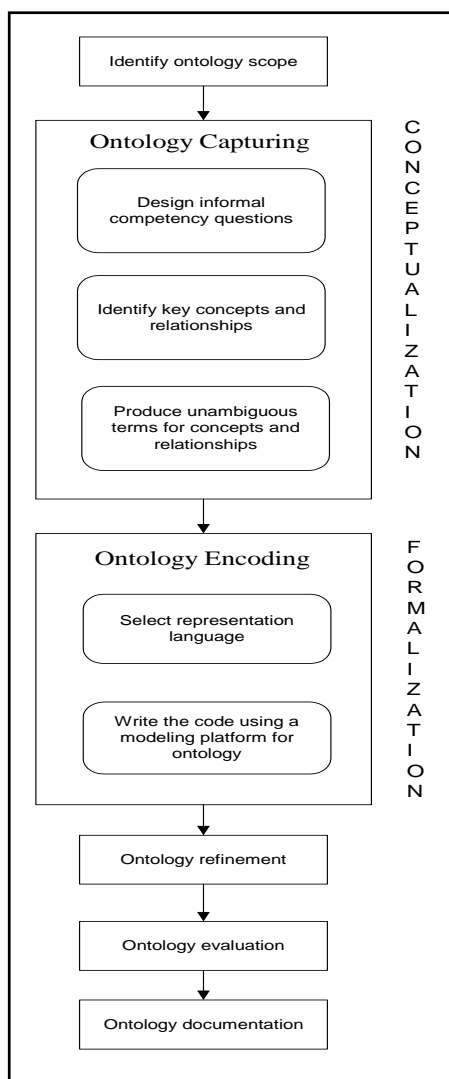 Identify ontology scope
Ontology Capturing
Design informal
competency questions
Identify key concepts and
relationships
Produce unambiguous
terms for concepts and
relationships
CONCEPTUALIZATION
Ontology Encoding
Select representation
language
Write the code using a
modeling platform for
ontology
FORMALIZATION
Ontology refinement
Ontology evaluation
Ontology documentation